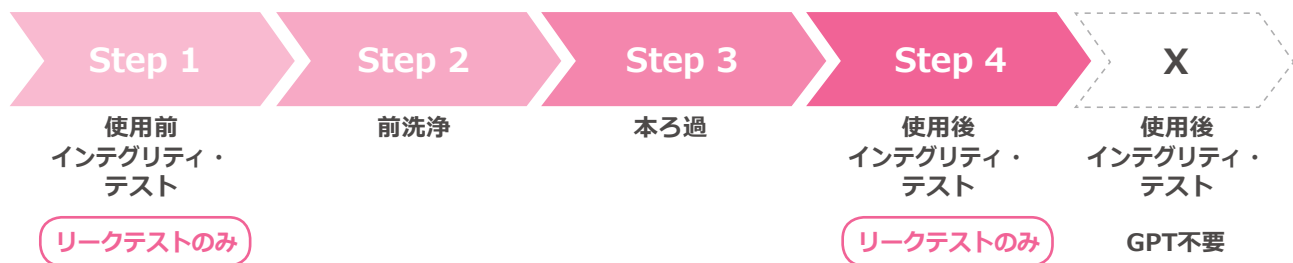 Step 1
Step 2
Step 3
Step 4
X
使用前
インテグリティ・
テスト
前洗浄
本ろ過
使用後
インテグリティ・
テスト
使用後
インテグリティ・
テスト
リークテストのみ
リークテストのみ
GPT不要